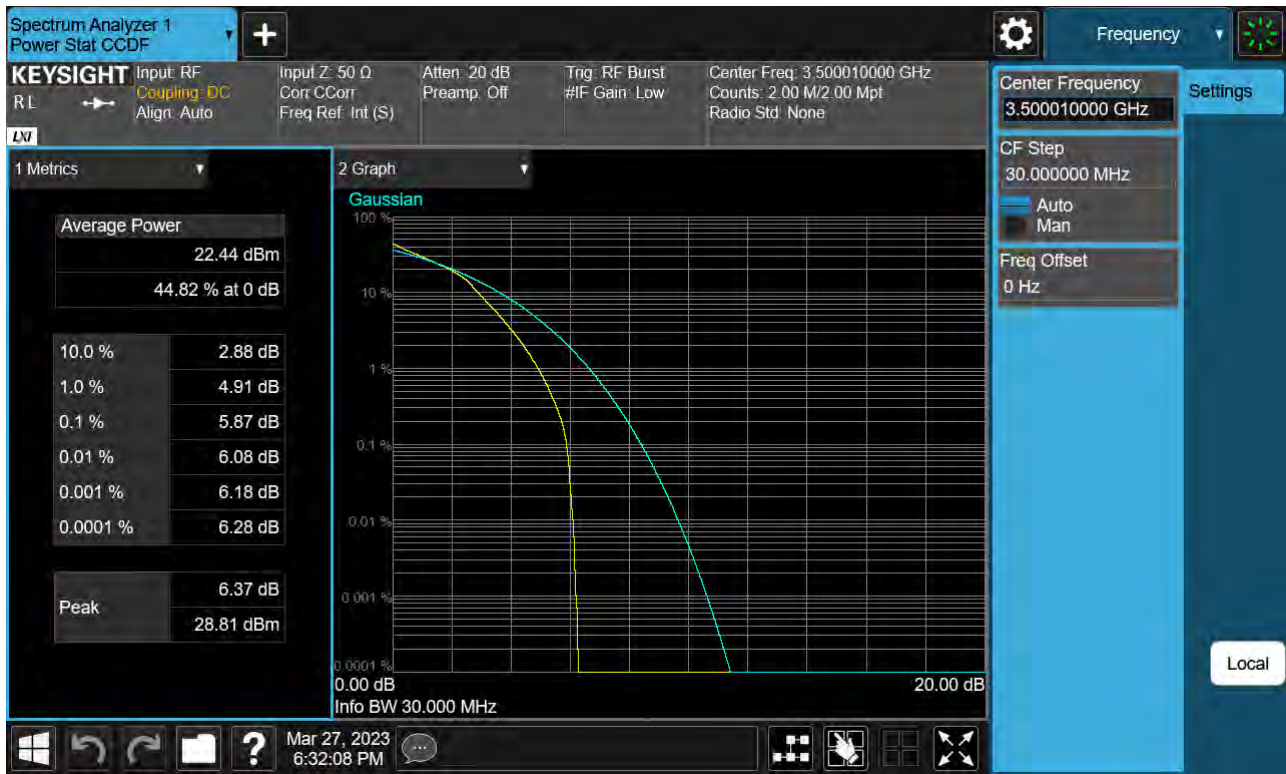 Spectrum Analyzer 1
Power Stat CCDF
+
Frequency
KEYSIGHT
RL
LXI
Input: RF
Coupling: DC
Align: Auto
Input Z: 50 Ω
Corr CCorr
Freq Ref: Int (S)
Atten: 20 dB
Preamp: Off
Trig: RF Burst
#IF Gain: Low
Center Freq: 3.500010000 GHz
Counts: 2.00 M/2.00 Mpt
Radio Std: None
1 Metrics
Average Power
22.44 dBm
44.82 % at 0 dB
10.0 % 2.88 dB
1.0 % 4.91 dB
0.1 % 5.87 dB
0.01 % 6.08 dB
0.001 % 6.18 dB
0.0001 % 6.28 dB
Peak
6.37 dB
28.81 dBm
2 Graph
Gaussian
100 %
10 %
1 %
0.1 %
0.01 %
0.001 %
0.0001 %
0.00 dB 20.00 dB
Info BW 30.000 MHz
Center Frequency
3.500010000 GHz
CF Step
30.000000 MHz
Auto
Man
Freq Offset
0 Hz
Settings
Local
?
Mar 27, 2023
6:32:08 PM